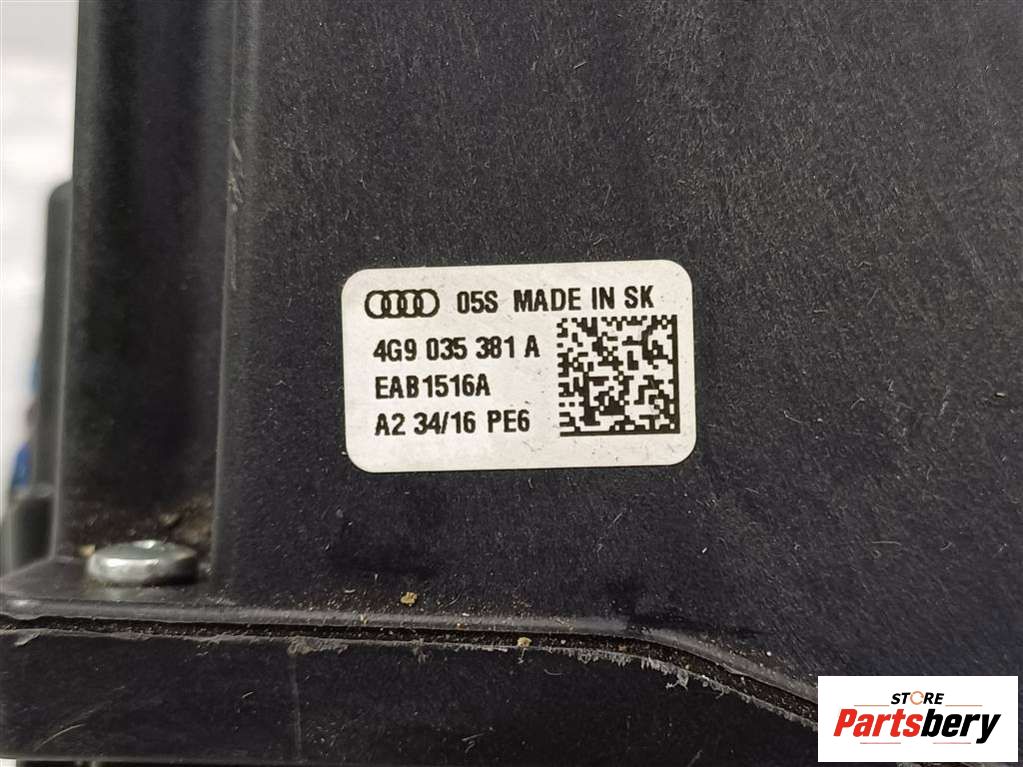 05S MADE IN SK
4G9 035 381 A
EAB1516A
A2 34/16 PE6
STORE
Partsbery